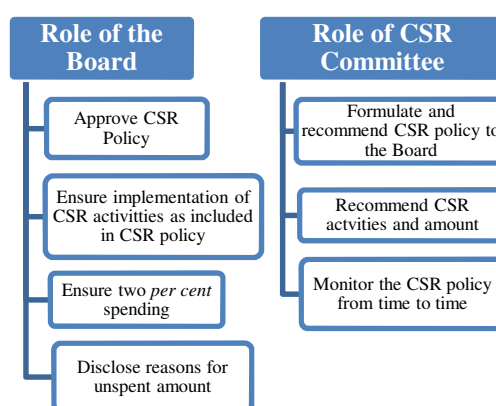 Role of the
Board
Approve CSR
Policy
Ensure implementation of
CSR activitities as included
in CSR policy
Ensure two per cent
spending
Disclose reasons for
unspent amount
Role of CSR
Committee
Formulate and
recommend CSR policy to
the Board
Recommend CSR
actvities and amount
Monitor the CSR policy
from time to time